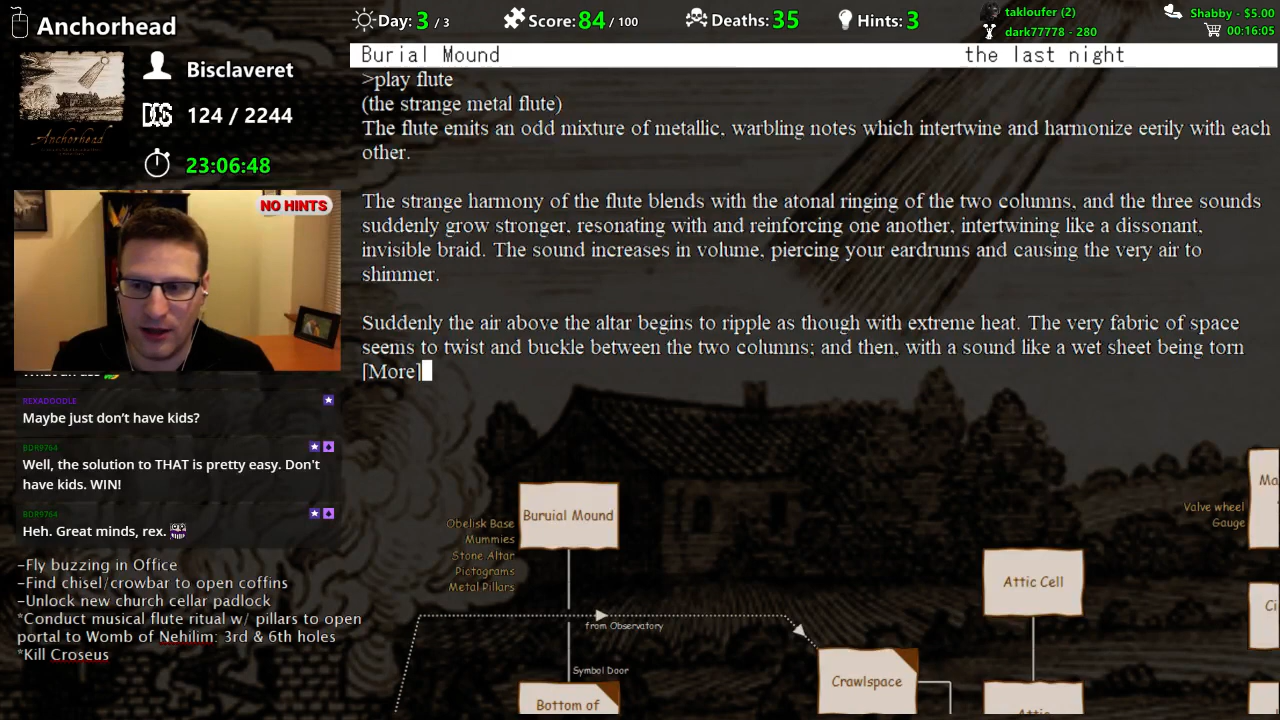 Anchorhead
Day: 3 / 3
Score: 84 / 100
Deaths: 35
Hints: 3
takloufer (2)
dark77778 - 280
Shabby - $5.00
00:16:05
Anchorhead
Bisclaveret
124 / 2244
23:06:48
NO HINTS
Burial Mound the last night
>play flute
(the strange metal flute)
The flute emits an odd mixture of metallic, warbling notes which intertwine and harmonize eerily with each
other.
The strange harmony of the flute blends with the atonal ringing of the two columns, and the three sounds
suddenly grow stronger, resonating with and reinforcing one another, intertwining like a dissonant,
invisible braid. The sound increases in volume, piercing your eardrums and causing the very air to
shimmer.
Suddenly the air above the altar begins to ripple as though with extreme heat. The very fabric of space
seems to twist and buckle between the two columns; and then, with a sound like a wet sheet being torn
[More]
REXADOODLE
Maybe just don't have kids?
BDR9764
Well, the solution to THAT is pretty easy. Don't
have kids. WIN!
BDR9764
Heh. Great minds, rex.
-Fly buzzing in Office
-Find chisel/crowbar to open coffins
-Unlock new church cellar padlock
*Conduct musical flute ritual w/ pillars to open
portal to Womb of Nehilim: 3rd & 6th holes
*Kill Croseus
Buruial Mound
Obelisk Base
Mummies
Stone Altar
Pictograms
Metal Pillars
from Observatory
Symbol Door
Bottom of
Crawlspace
Attic Cell
Attic
Valve wheel
Gauge
Ma
Ci